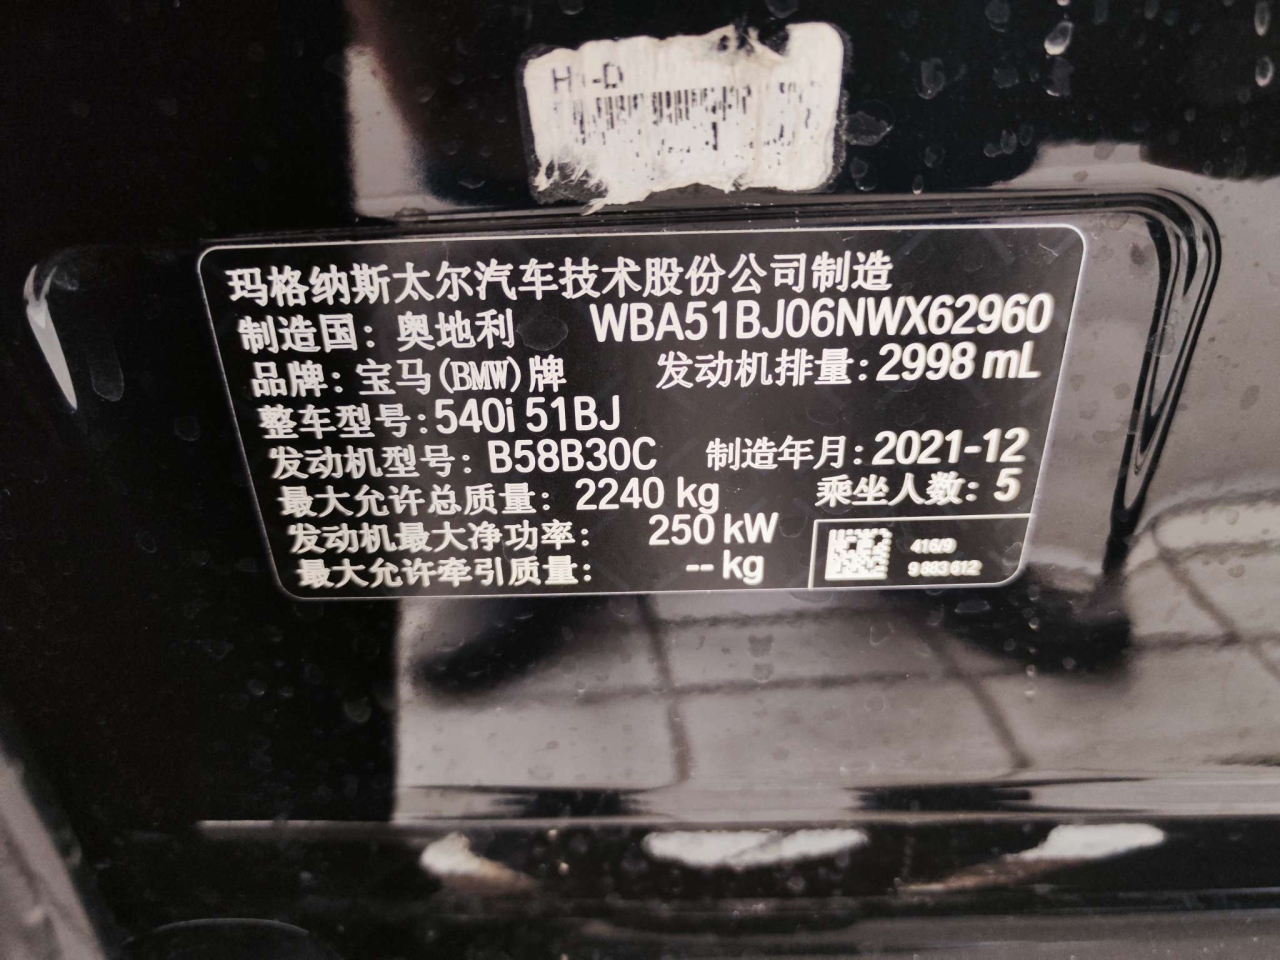 玛格纳斯太尔汽车技术股份公司制造
制造国：奥地利 WBA51BJ06NWX62960
品牌：宝马(BMW)牌 发动机排量：2998 mL
整车型号：540i 51BJ
发动机型号：B58B30C 制造年月：2021-12
最大允许总质量：2240 kg 乘坐人数：5
发动机最大净功率：250 kW
最大允许牵引质量：-- kg
416/9
9 883 612